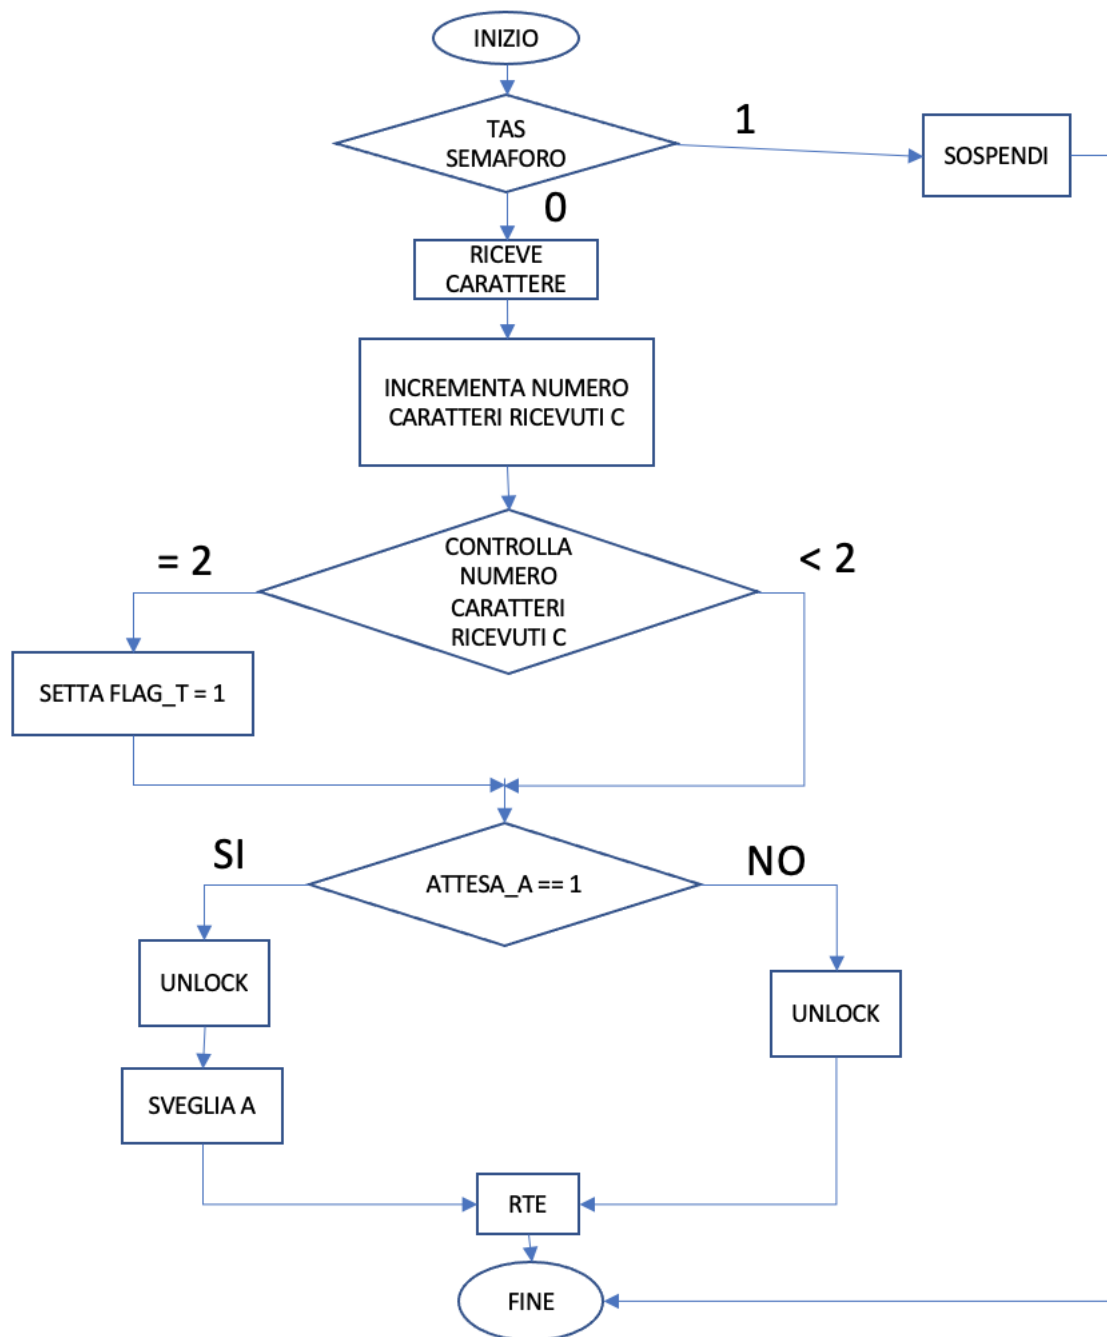 INIZIO
TAS
SEMAFORO
1
SOSPENDI
0
RICEVE
CARATTERE
INCREMENTA NUMERO
CARATTERI RICEVUTI C
CONTROLLA
NUMERO
CARATTERI
RICEVUTI C
= 2
< 2
SETTA FLAG_T = 1
ATTESA_A == 1
SI
NO
UNLOCK
UNLOCK
SVEGLIA A
RTE
FINE